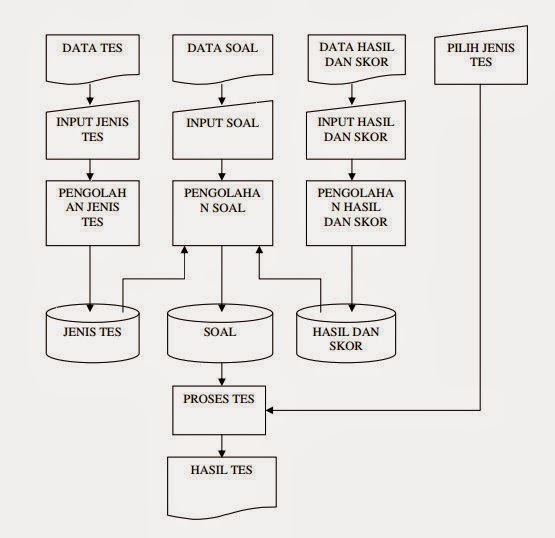 DATA TES
DATA SOAL
DATA HASIL
DAN SKOR
PILIH JENIS
TES
INPUT JENIS
TES
INPUT SOAL
INPUT HASIL
DAN SKOR
PENGOLAH
AN JENIS
TES
PENGOLAHA
N SOAL
PENGOLAHA
N HASIL
DAN SKOR
JENIS TES
SOAL
HASIL DAN
SKOR
PROSES TES
HASIL TES